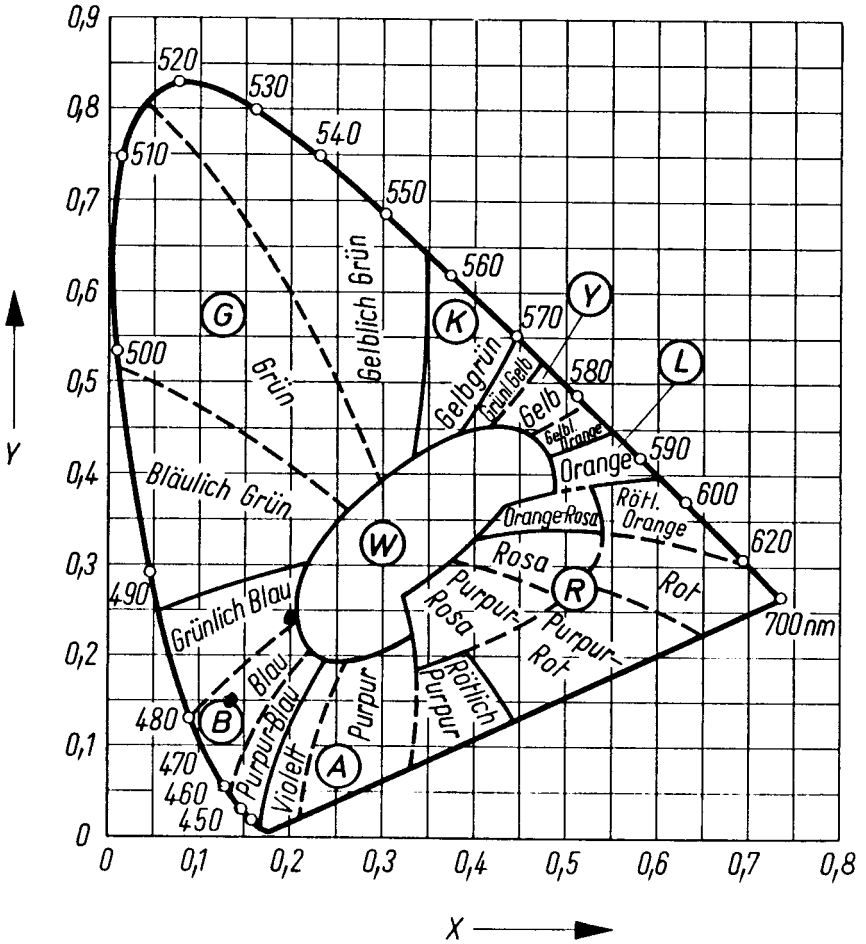 0,9
520
530
0,8
540
510
550
0,7
560
0,6
G
Gelblich Grün
K
Y
570
500
0,5
Grün
Gelbgrün
Grünl. Gelb
Gelb
580
L
Gelbl. Orange
590
Y
0,4
Bläulich Grün
Orange
Orange-Rosa
Rötl. Orange
600
W
0,3
490
Rosa
620
R
Rot
Grünlich Blau
Purpur-Rosa
Purpur-Rot
700 nm
0,2
Blau
480
B
Purpur-Blau
Purpur
Rötlich Purpur
0,1
470
Violett
A
460
450
0
0 0,1 0,2 0,3 0,4 0,5 0,6 0,7 0,8
X